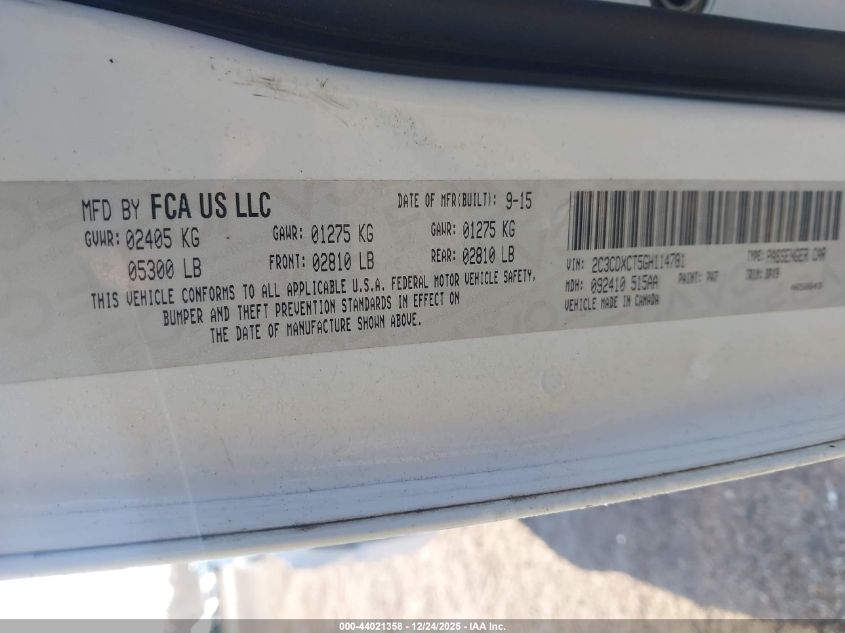 MFD BY FCA US LLC
DATE OF MFR(BUILT): 9-15
GVWR: 02405 KG GAWR: 01275 KG GAWR: 01275 KG
05300 LB FRONT: 02810 LB REAR: 02810 LB
THIS VEHICLE CONFORMS TO ALL APPLICABLE U.S.A. FEDERAL MOTOR VEHICLE SAFETY,
BUMPER AND THEFT PREVENTION STANDARDS IN EFFECT ON
THE DATE OF MANUFACTURE SHOWN ABOVE.
VIN: 2C3CDXCT5GH114781 TYPE: PASSENGER CAR
MDH: 092410 515AA PAINT: PW7 TRIM:
VEHICLE MADE IN CANADA
000-44021358 - 12/24/2025 - IAA Inc.